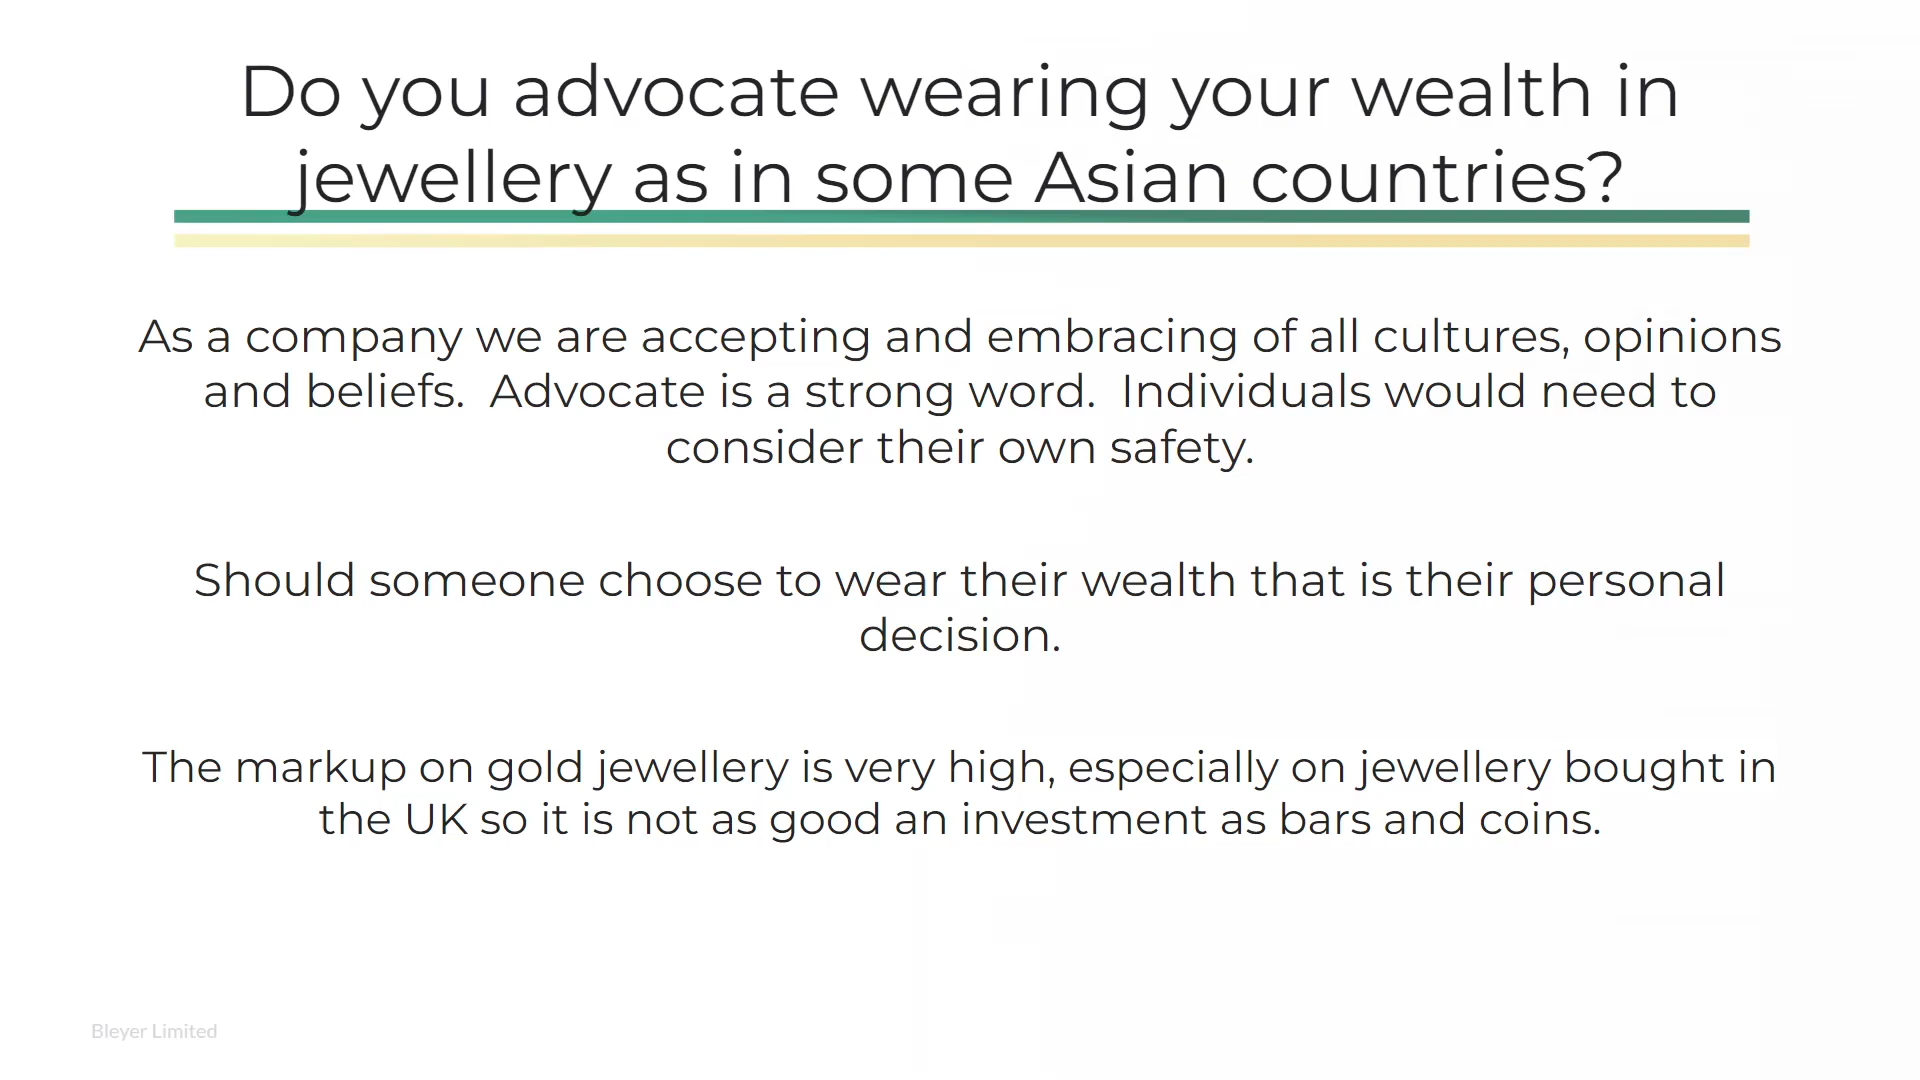 Do you advocate wearing your wealth in
jewellery as in some Asian countries?
As a company we are accepting and embracing of all cultures, opinions
and beliefs.  Advocate is a strong word.  Individuals would need to
consider their own safety.
Should someone choose to wear their wealth that is their personal
decision.
The markup on gold jewellery is very high, especially on jewellery bought in
the UK so it is not as good an investment as bars and coins.
Bleyer Limited